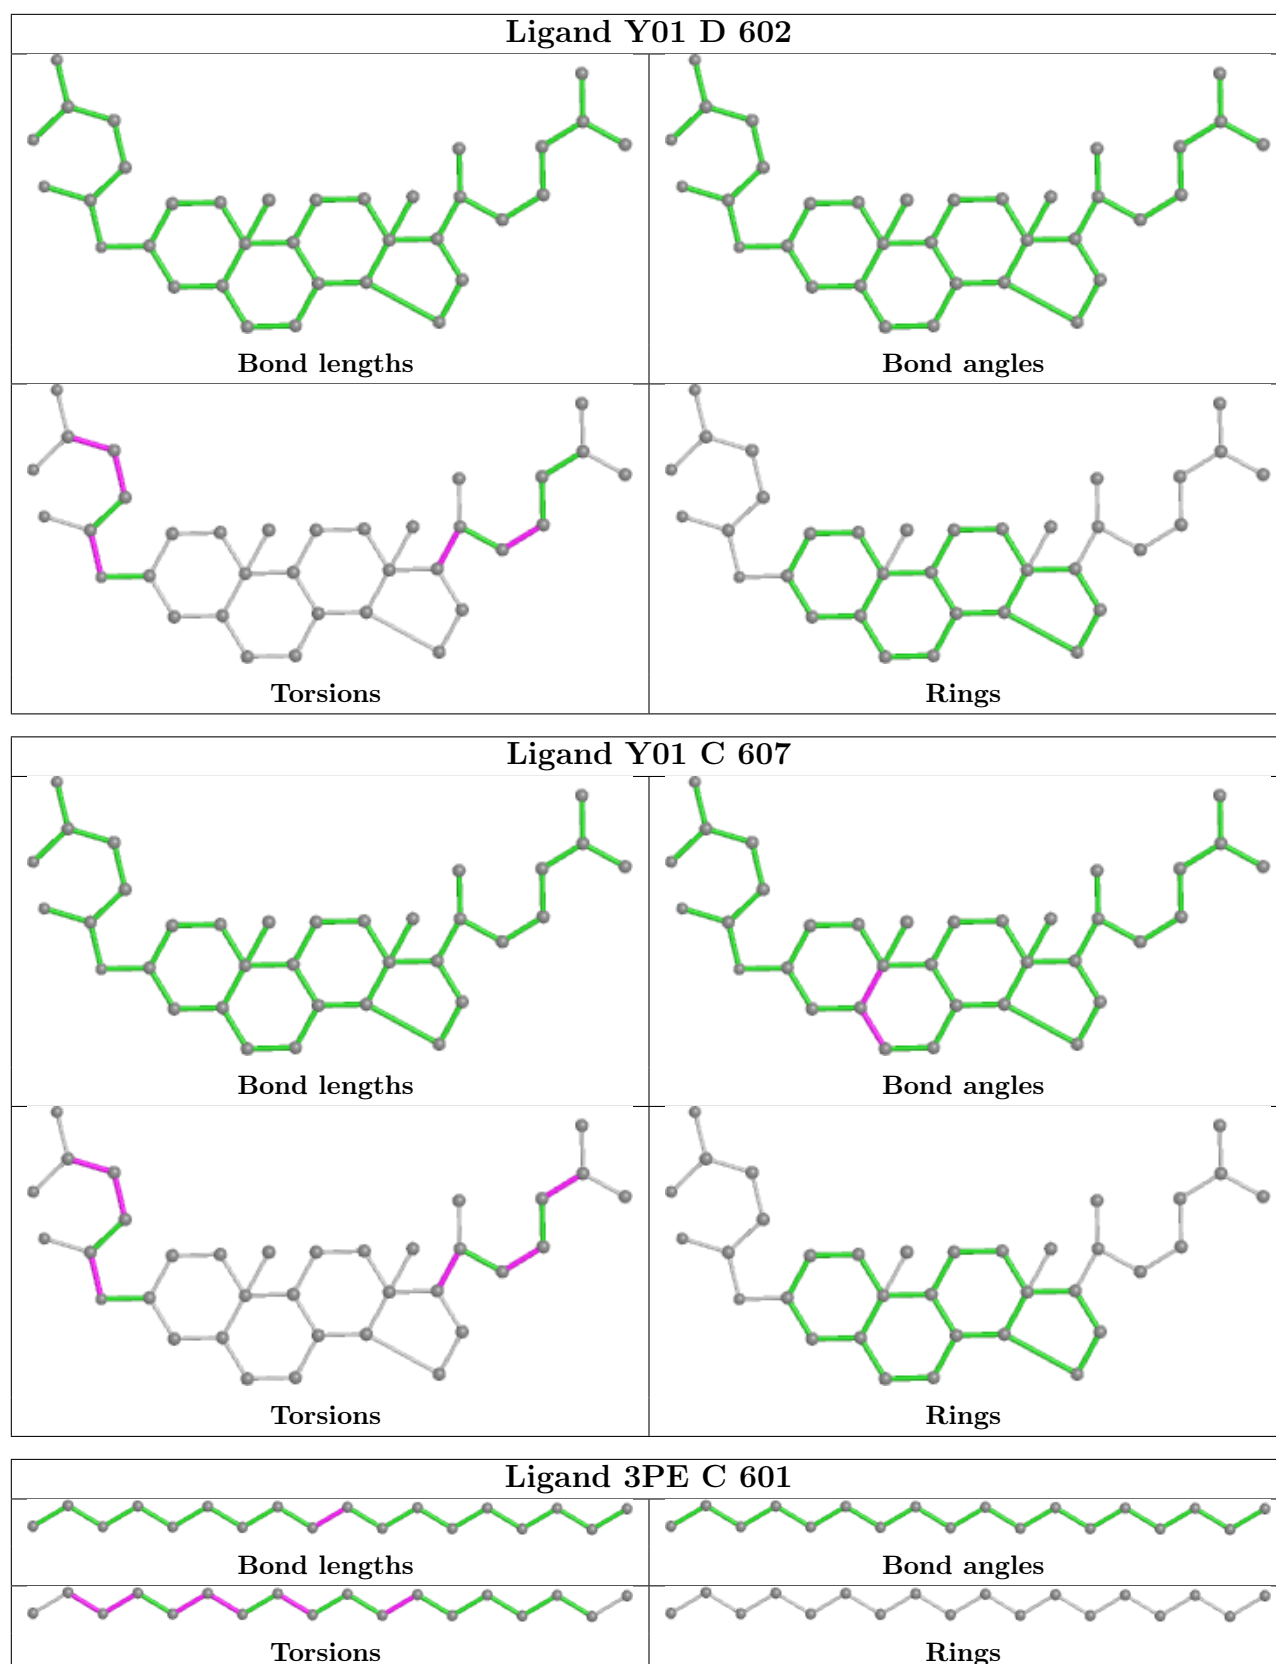 Ligand Y01 D 602
Bond lengths
Bond angles
Torsions
Rings
Ligand Y01 C 607
Bond lengths
Bond angles
Torsions
Rings
Ligand 3PE C 601
Bond lengths
Bond angles
Torsions
Rings